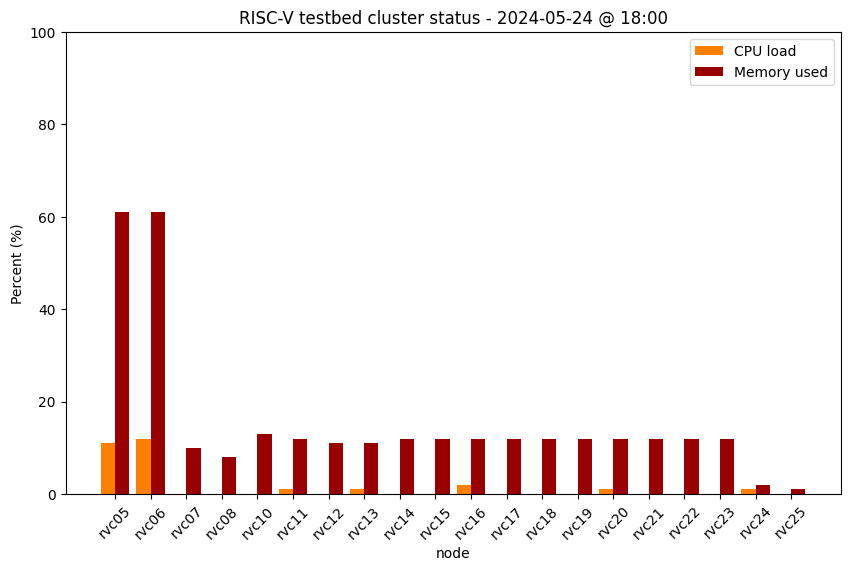 RISC-V testbed cluster status - 2024-05-24 @ 18:00
CPU load
Memory used
Percent (%)
100
80
60
40
20
0
rvc05
rvc06
rvc07
rvc08
rvc10
rvc11
rvc12
rvc13
rvc14
rvc15
rvc16
rvc17
rvc18
rvc19
rvc20
rvc21
rvc22
rvc23
rvc24
rvc25
node